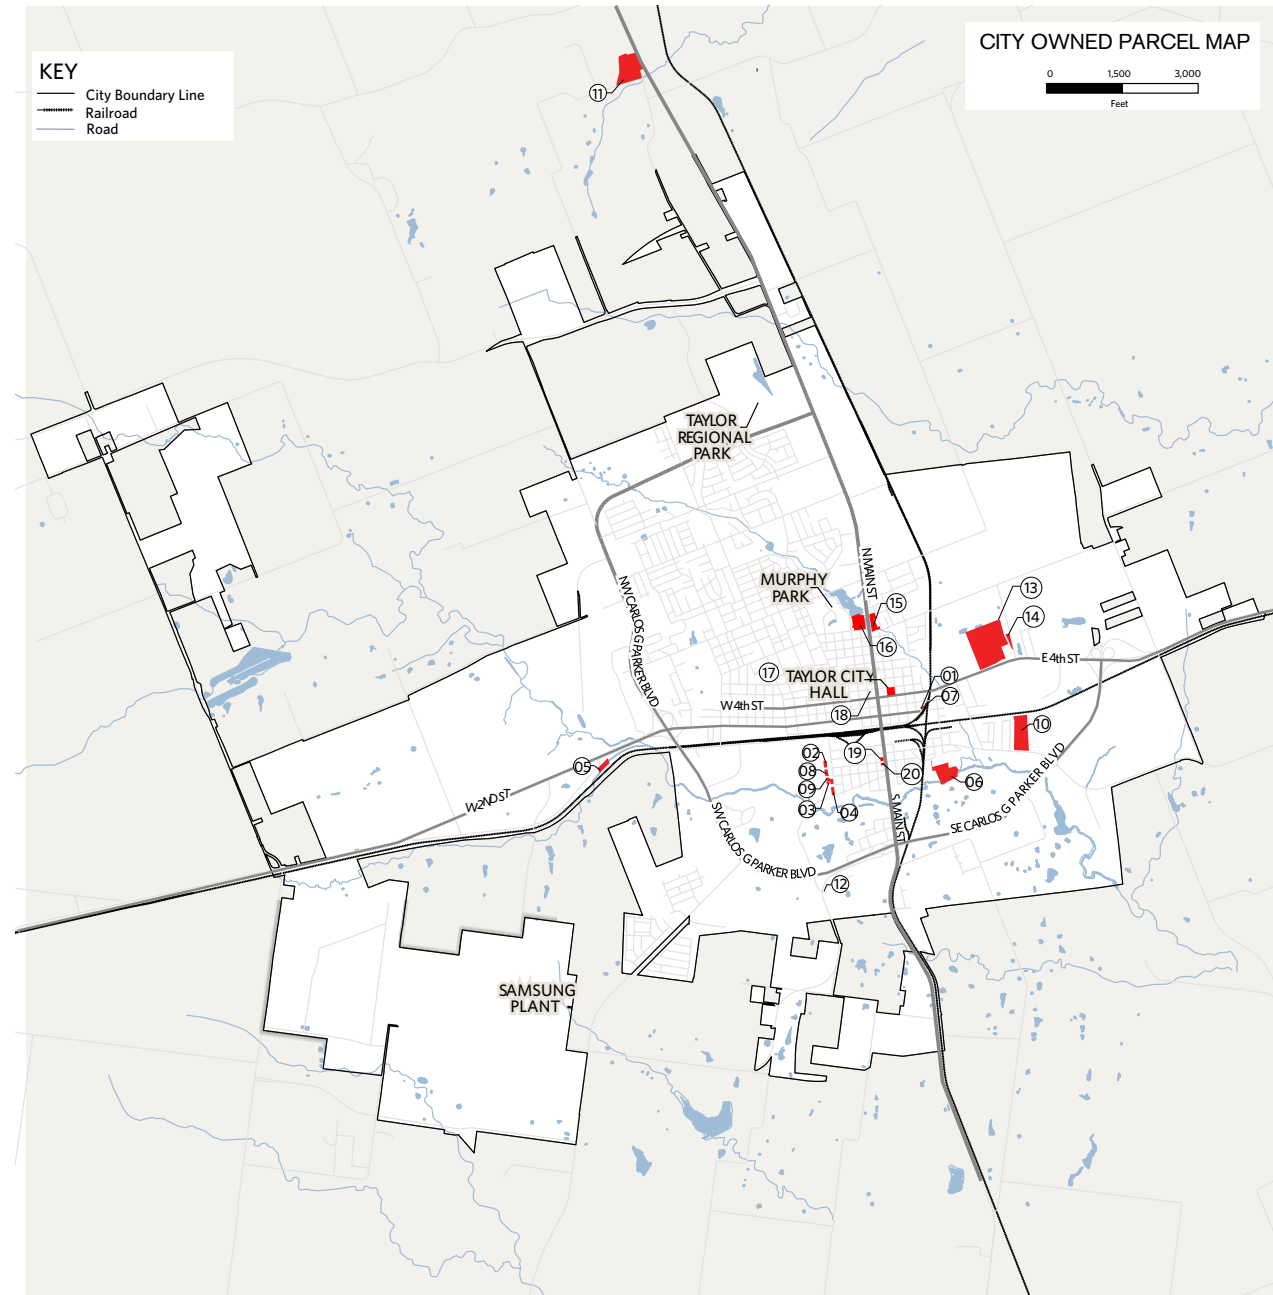 CITY OWNED PARCEL MAP
0 1,500 3,000
Feet
KEY
City Boundary Line
Railroad
Road
11
TAYLOR
REGIONAL
PARK
N MAIN ST
MURPHY
PARK
NW CARLOS G PARKER BLVD
15
16
13
14
E 4th ST
17
TAYLOR CITY
HALL
01
07
W 4th ST
18
10
19
02
05
08
20
06
09
W 2ND ST
03
04
S MAIN ST
SE CARLOS G PARKER BLVD
SW CARLOS G PARKER BLVD
12
SAMSUNG
PLANT